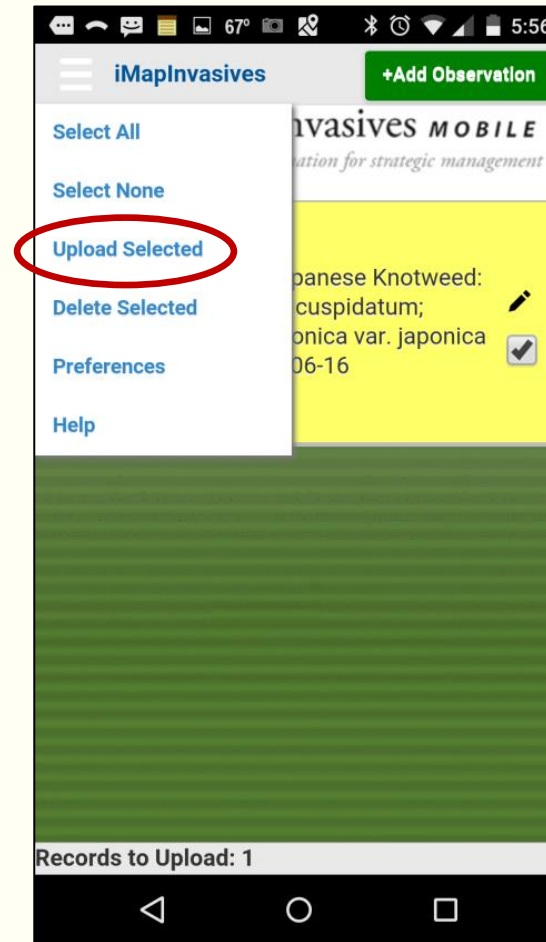 67° 5:56
iMapInvasives +Add Observation
nvasives MOBILE
ation for strategic management
Select All
Select None
Upload Selected
Delete Selected
Preferences
Help
panese Knotweed:
cuspidatum;
onica var. japonica
06-16
Records to Upload: 1